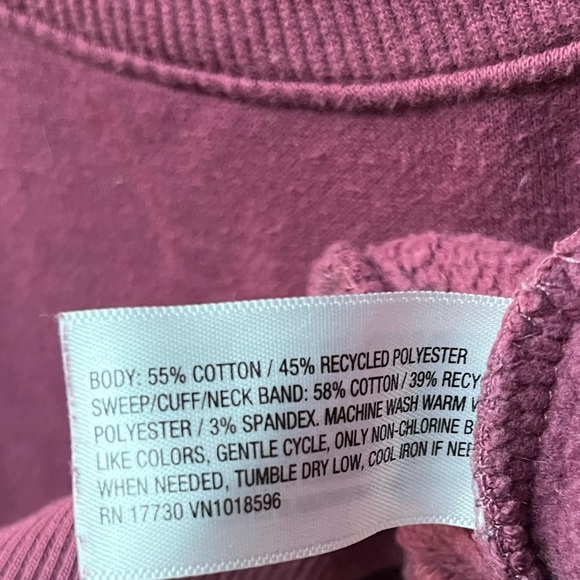 BODY: 55% COTTON / 45% RECYCLED POLYESTER
SWEEP/CUFF/NECK BAND: 58% COTTON / 39%
POLYESTER / 3% SPANDEX. MACHINE WASH WARM
LIKE COLORS, GENTLE CYCLE, ONLY NON-CHLORINE
WHEN NEEDED, TUMBLE DRY LOW, COOL IRON IF
RN 17730 VN1018596